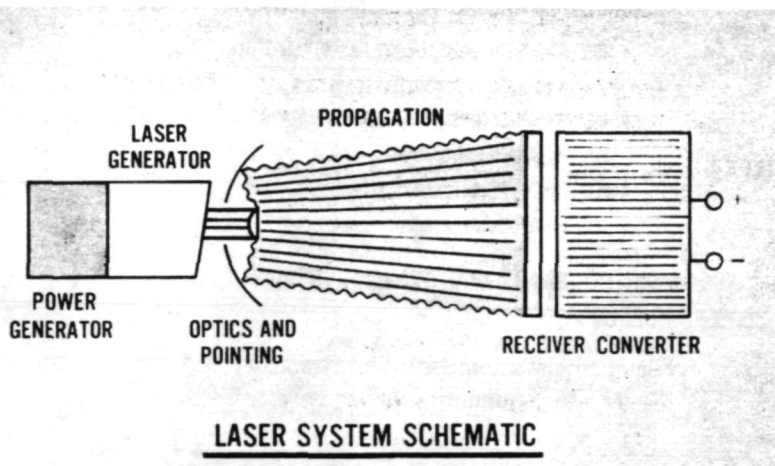 PROPAGATION
LASER
GENERATOR
+
−
POWER
GENERATOR
OPTICS AND
POINTING
RECEIVER CONVERTER
LASER SYSTEM SCHEMATIC